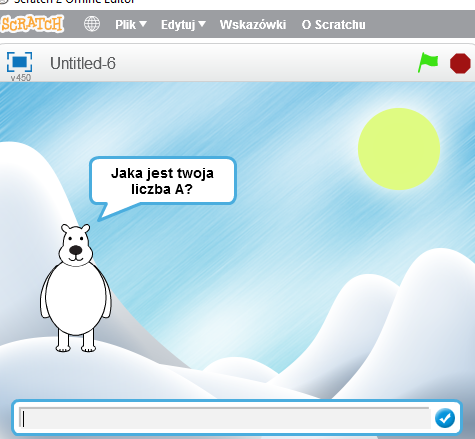 Scratch 2 Offline Editor
SCRATCH Plik Edytuj Wskazówki O Scratchu
Untitled-6
v450
Jaka jest twoja
liczba A?